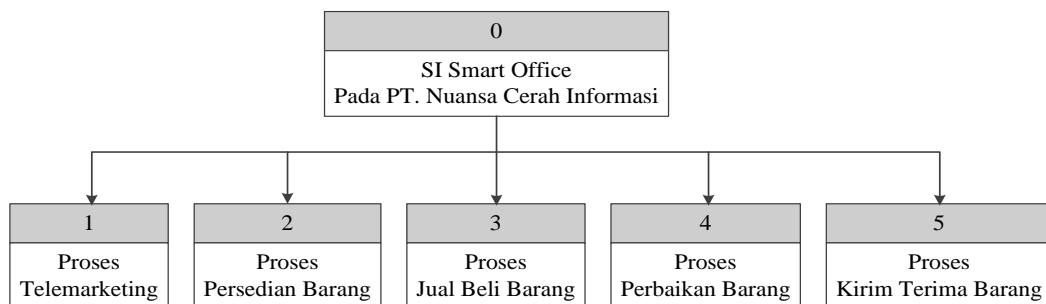 0
SI Smart Office
Pada PT. Nuansa Cerah Informasi
1
Proses
Telemarketing
2
Proses
Persedian Barang
3
Proses
Jual Beli Barang
4
Proses
Perbaikan Barang
5
Proses
Kirim Terima Barang